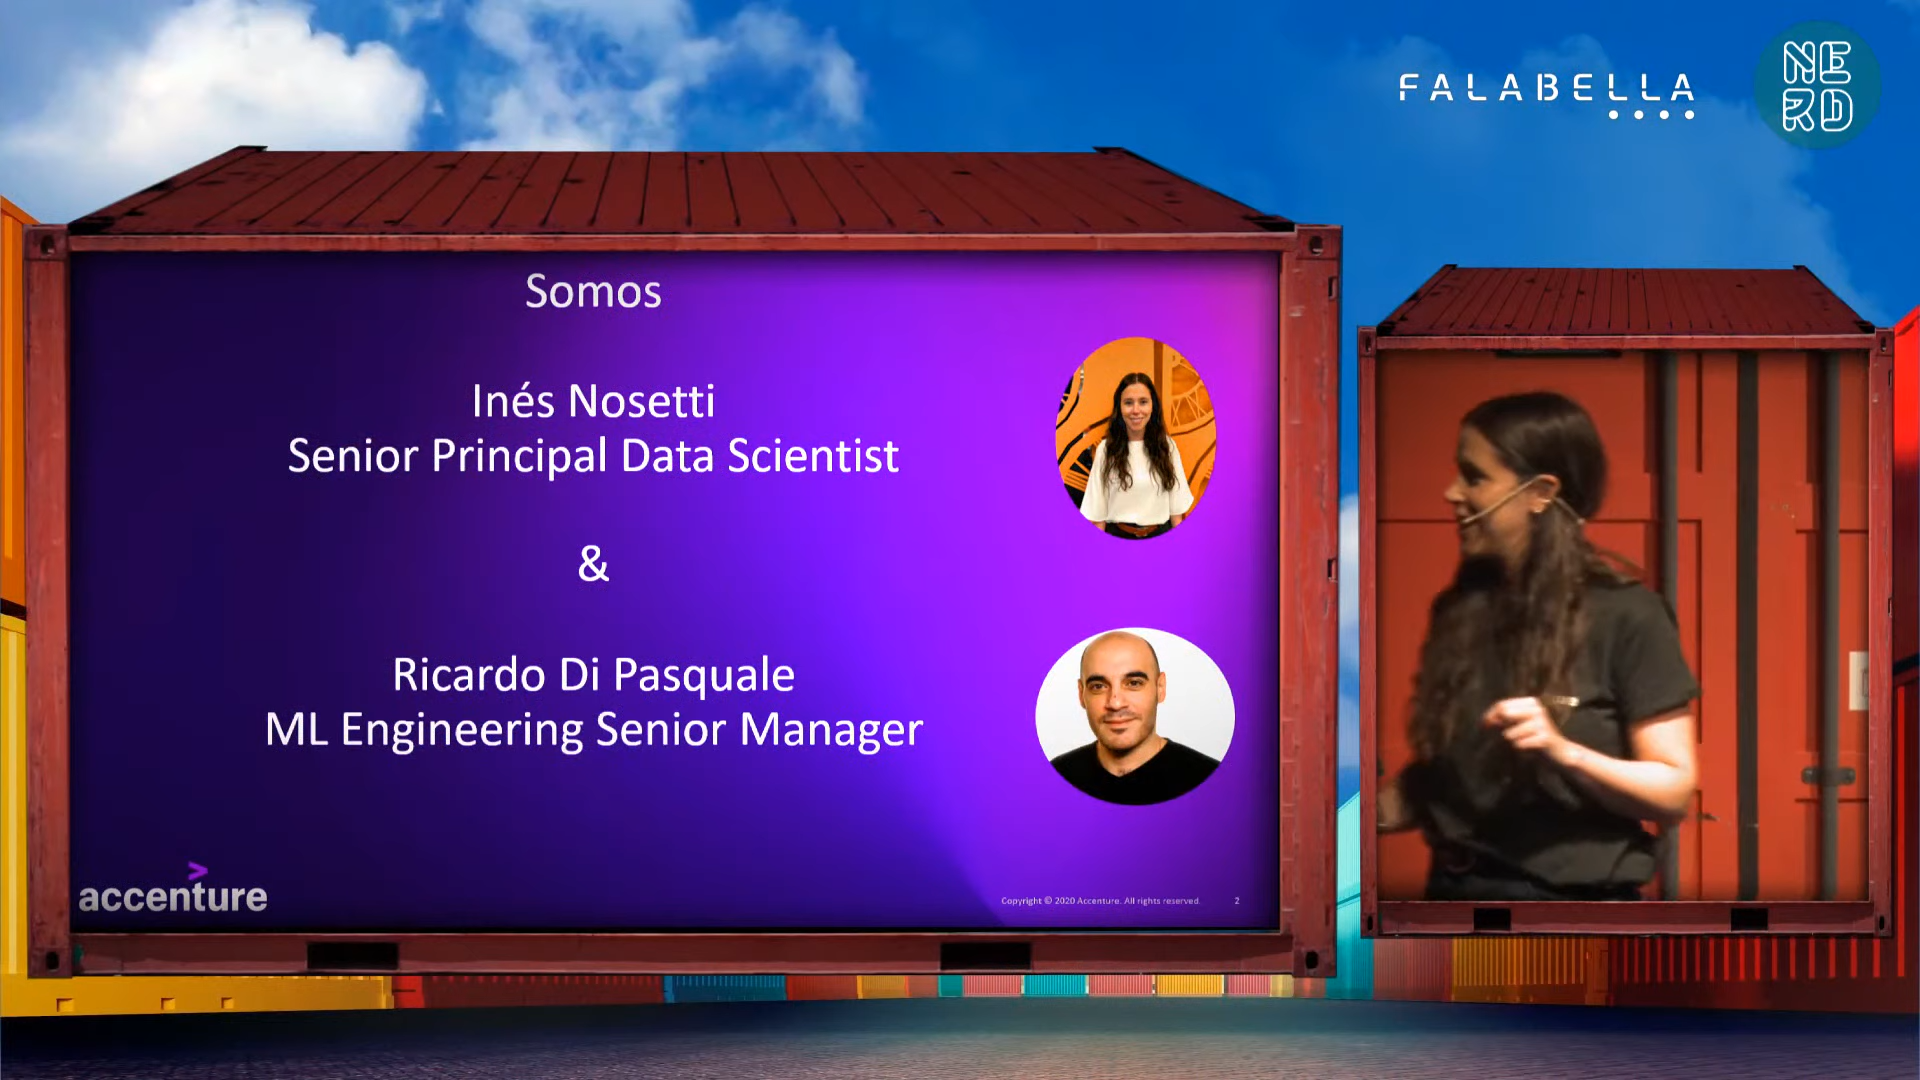 FALABELLA
NE
RD
Somos
Inés Nosetti
Senior Principal Data Scientist
&
Ricardo Di Pasquale
ML Engineering Senior Manager
accenture
Copyright © 2020 Accenture. All rights reserved.
2